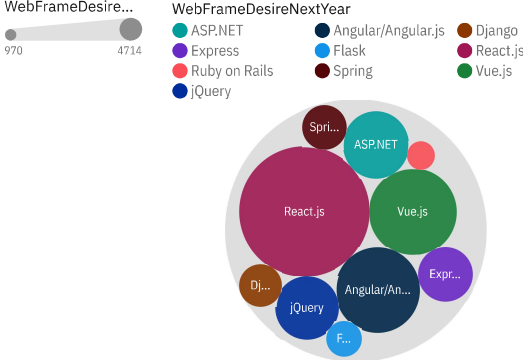 WebFrameDesire...
970
4714
WebFrameDesireNextYear
ASP.NET
Angular/Angular.js
Django
Express
Flask
React.js
Ruby on Rails
Spring
Vue.js
jQuery
Spri...
ASP.NET
React.js
Vue.js
Dj...
jQuery
Angular/An...
Expr...
F...